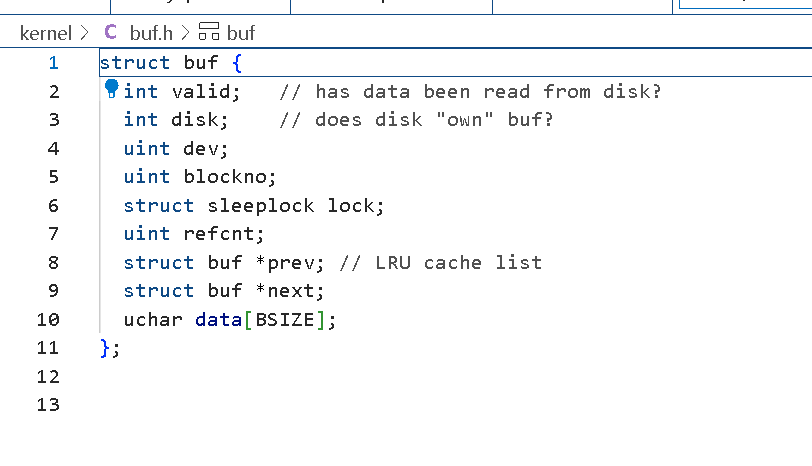 kernel > C buf.h > buf
1 struct buf {
2 int valid; // has data been read from disk?
3 int disk; // does disk "own" buf?
4 uint dev;
5 uint blockno;
6 struct sleeplock lock;
7 uint refcnt;
8 struct buf *prev; // LRU cache list
9 struct buf *next;
10 uchar data[BSIZE];
11 };
12
13